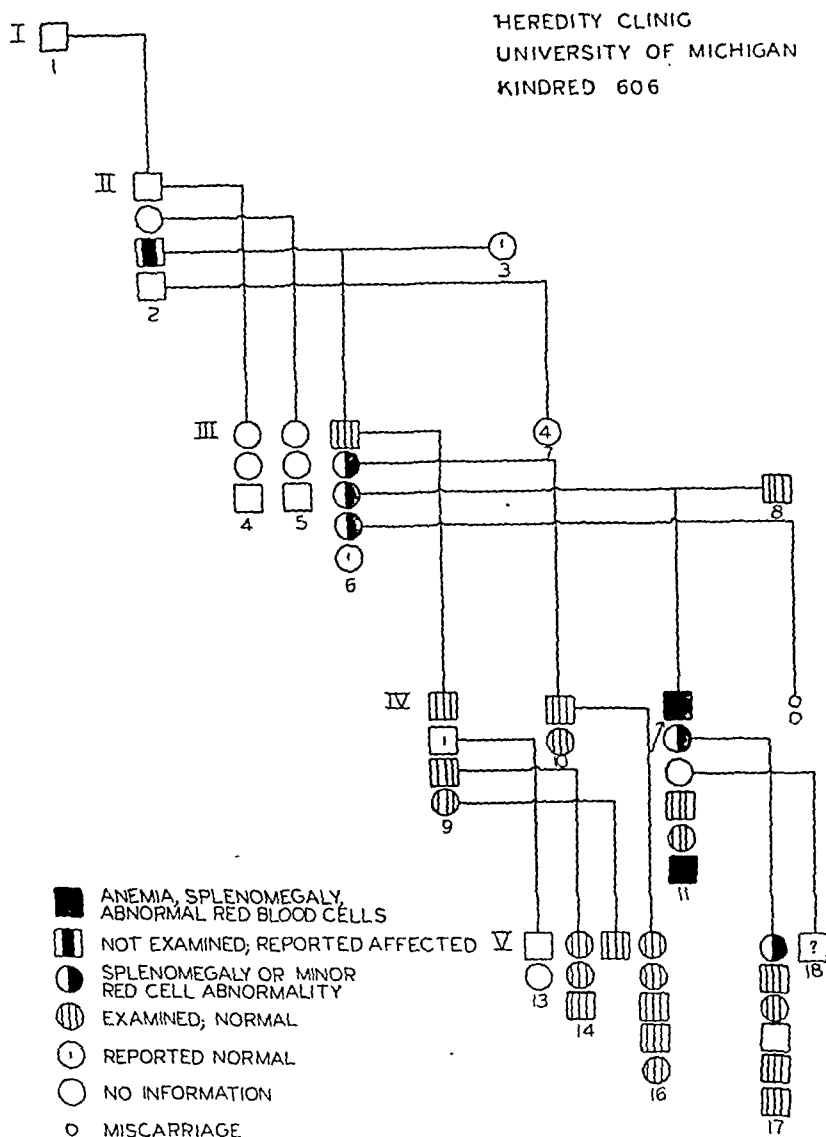 HEREDITY CLINIC
UNIVERSITY OF MICHIGAN
KINDRED 606
I
1
II
3
2
III
4
7
8
4
5
6
IV
10
9
11
ANEMIA, SPLENOMEGALY,
ABNORMAL RED BLOOD CELLS
NOT EXAMINED; REPORTED AFFECTED
V
?
SPLENOMEGALY OR MINOR
RED CELL ABNORMALITY
13
14
18
EXAMINED; NORMAL
REPORTED NORMAL
16
17
NO INFORMATION
MISCARRIAGE